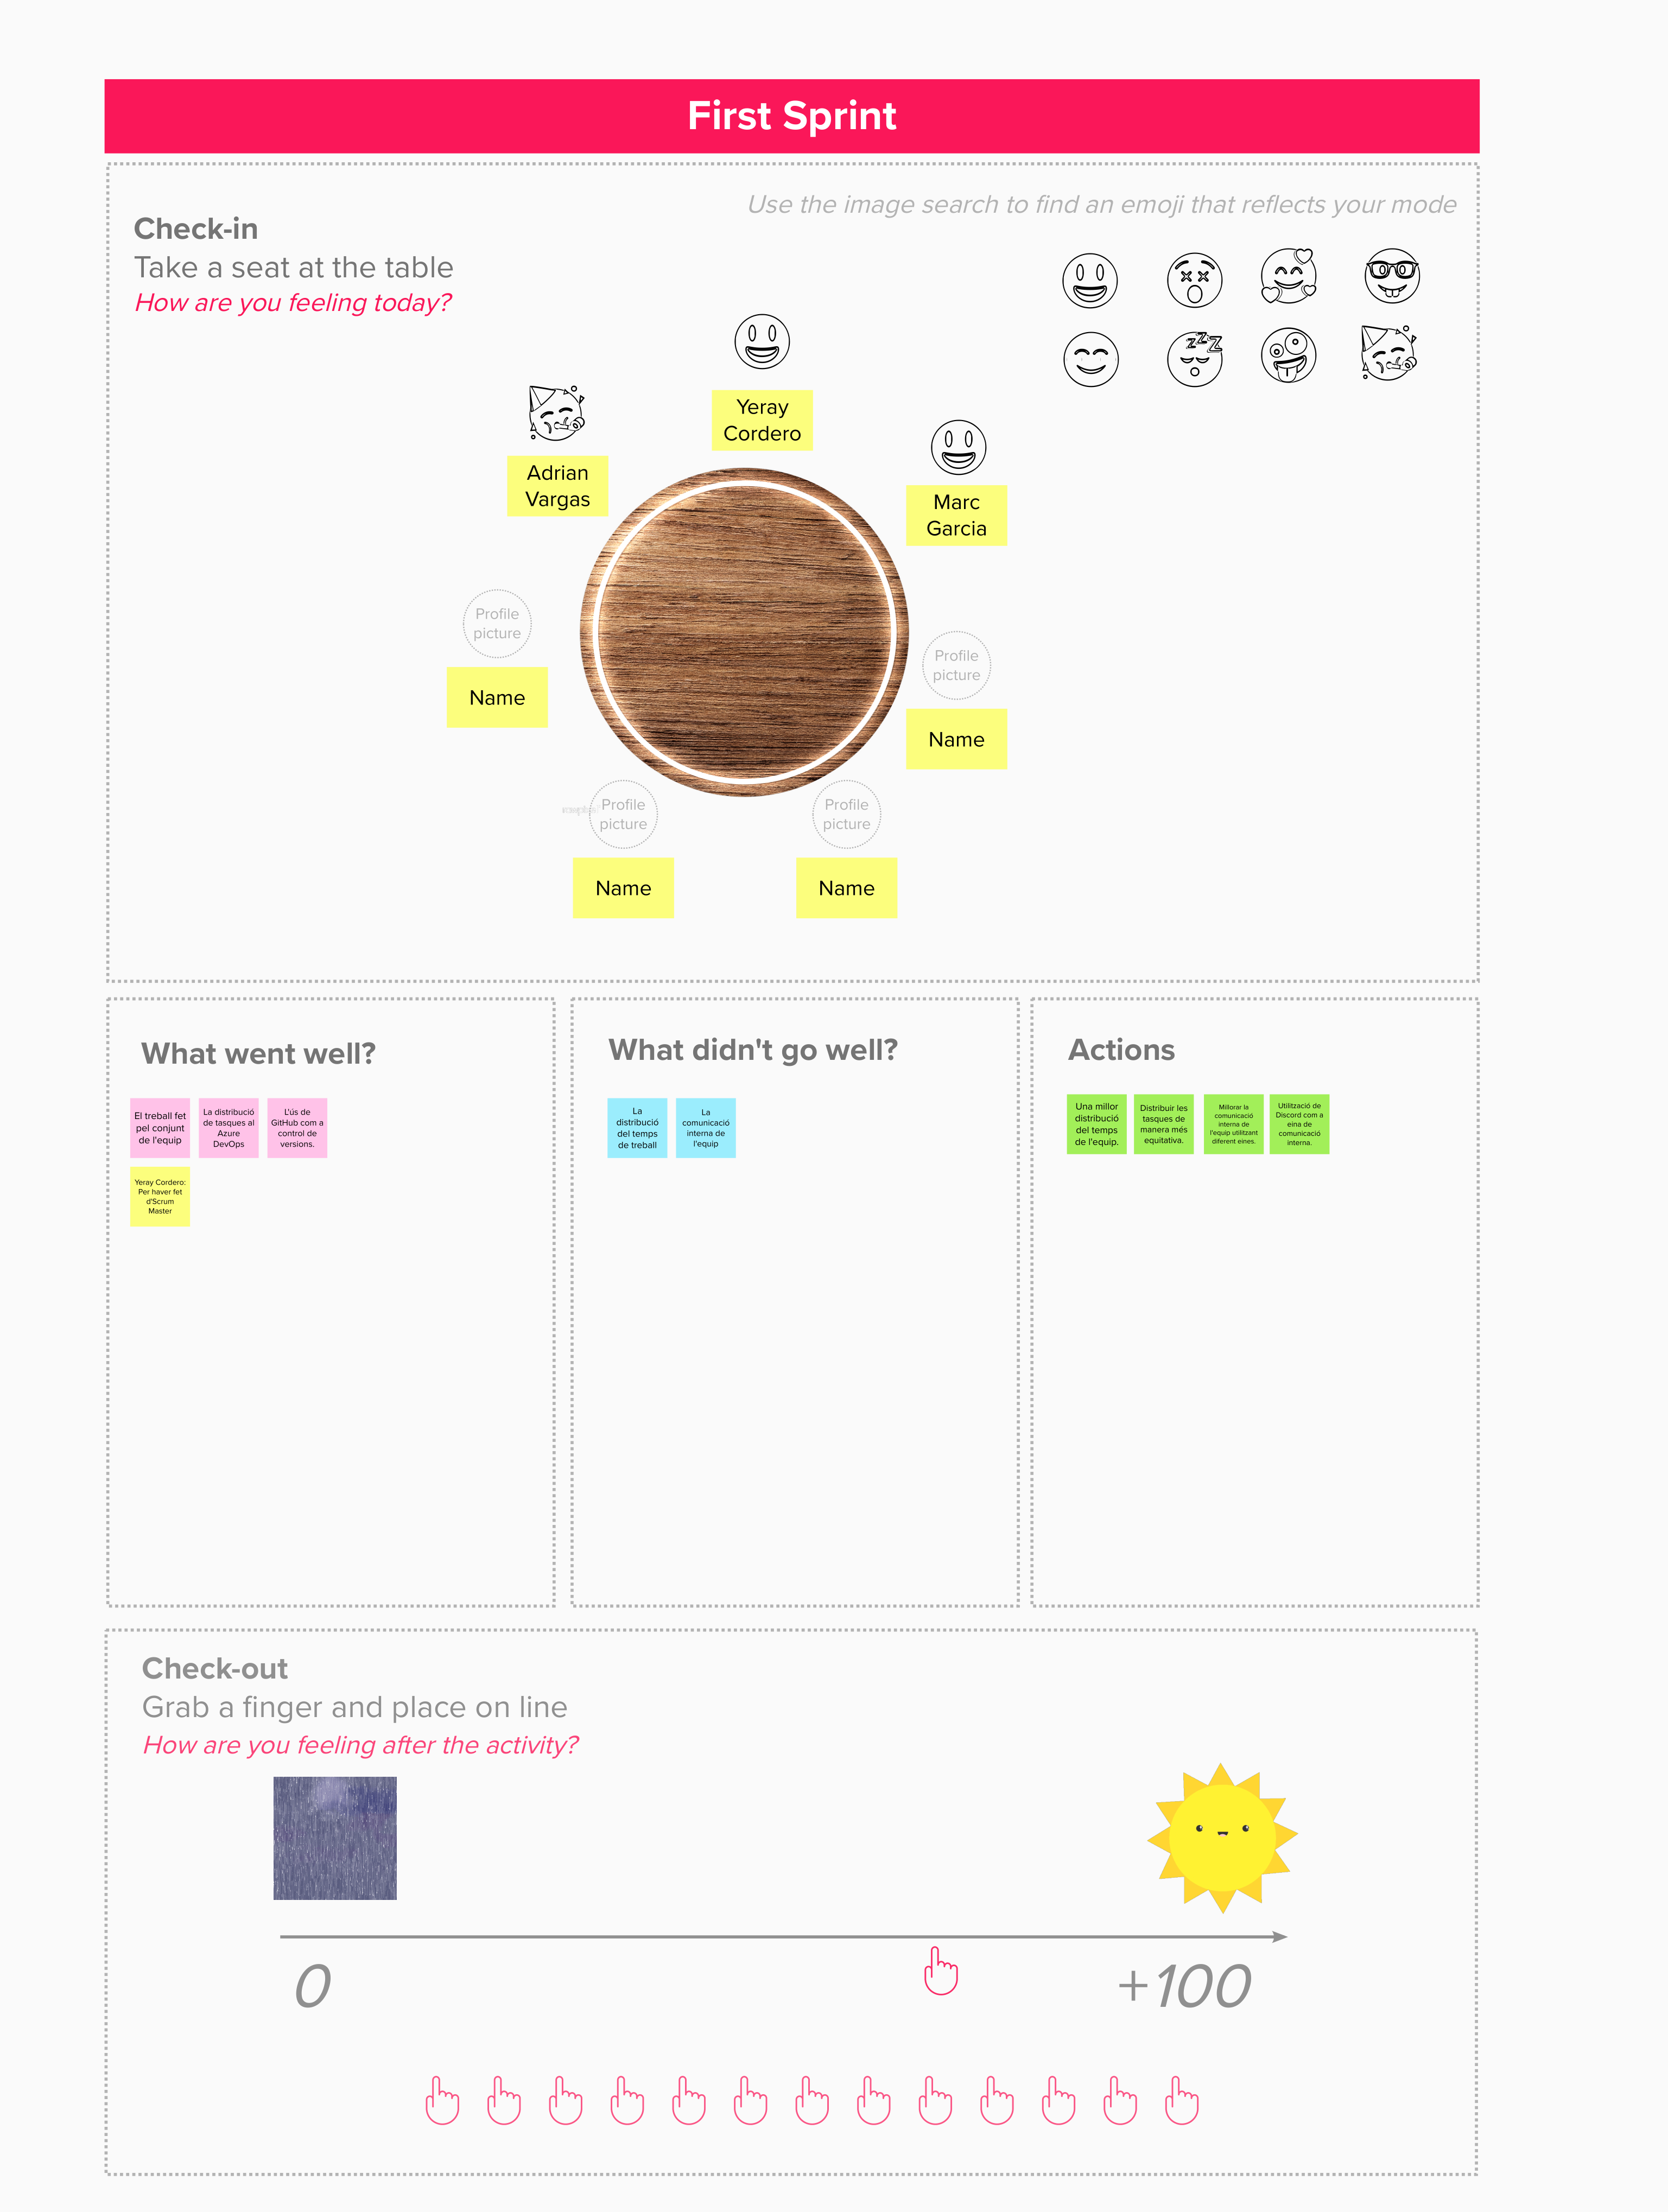 First Sprint
Use the image search to find an emoji that reflects your mode
Check-in
Take a seat at the table
How are you feeling today?
Yeray
Cordero
Adrian
Vargas
Marc
Garcia
Profile
picture
Name
Profile
picture
Name
Profile
picture
Name
Profile
picture
Name
What went well?
El treball fet
pel conjunt
de l'equip
La distribució
de tasques al
Azure
DevOps
L'ús de
GitHub com a
control de
versions.
Yeray Cordero:
Per haver fet
d'Scrum
Master
What didn't go well?
La
distribució
del temps
de treball
La
comunicació
interna de
l'equip
Actions
Una millor
distribució
del temps
de l'equip.
Distribuir les
tasques de
manera més
equitativa.
Millorar la
comunicació
interna de
l'equip utilitzant
diferent eines.
Utilització de
Discord com a
eina de
comunicació
interna.
Check-out
Grab a finger and place on line
How are you feeling after the activity?
0
+100